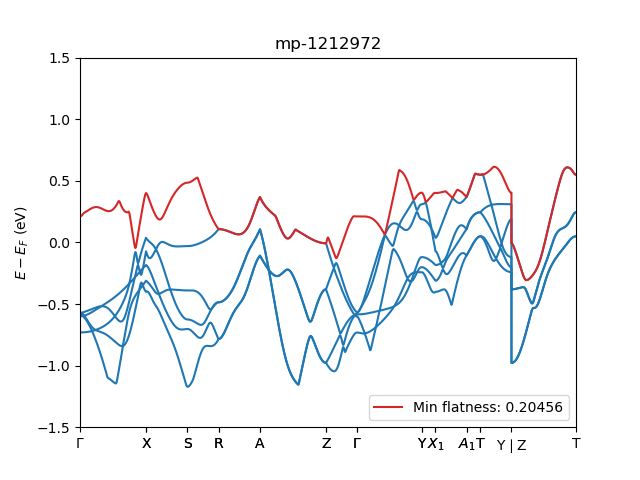 mp-1212972
E − E_F (eV)
1.5
1.0
0.5
0.0
−0.5
−1.0
−1.5
Min flatness: 0.20456
Γ X S R A Z Γ Y X₁ A₁ T Y | Z T